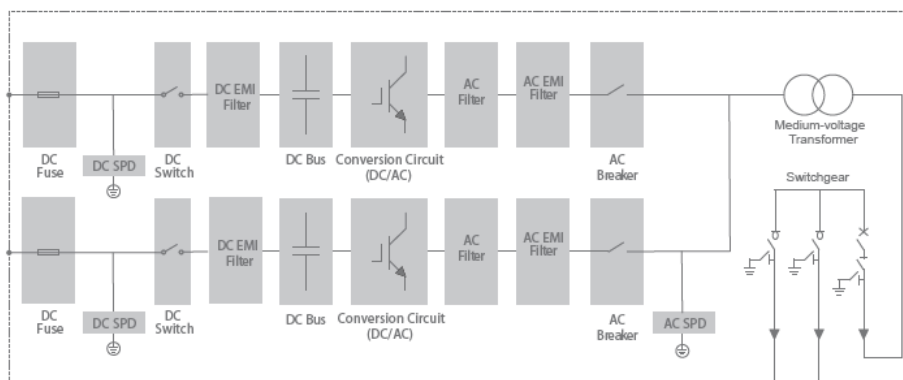 DC EMI
Filter
AC
Filter
AC EMI
Filter
DC
Fuse
DC SPD
DC
Switch
DC Bus
Conversion Circuit
(DC/AC)
AC
Breaker
Medium-voltage
Transformer
Switchgear
DC EMI
Filter
AC
Filter
AC EMI
Filter
DC
Fuse
DC SPD
DC
Switch
DC Bus
Conversion Circuit
(DC/AC)
AC
Breaker
AC SPD